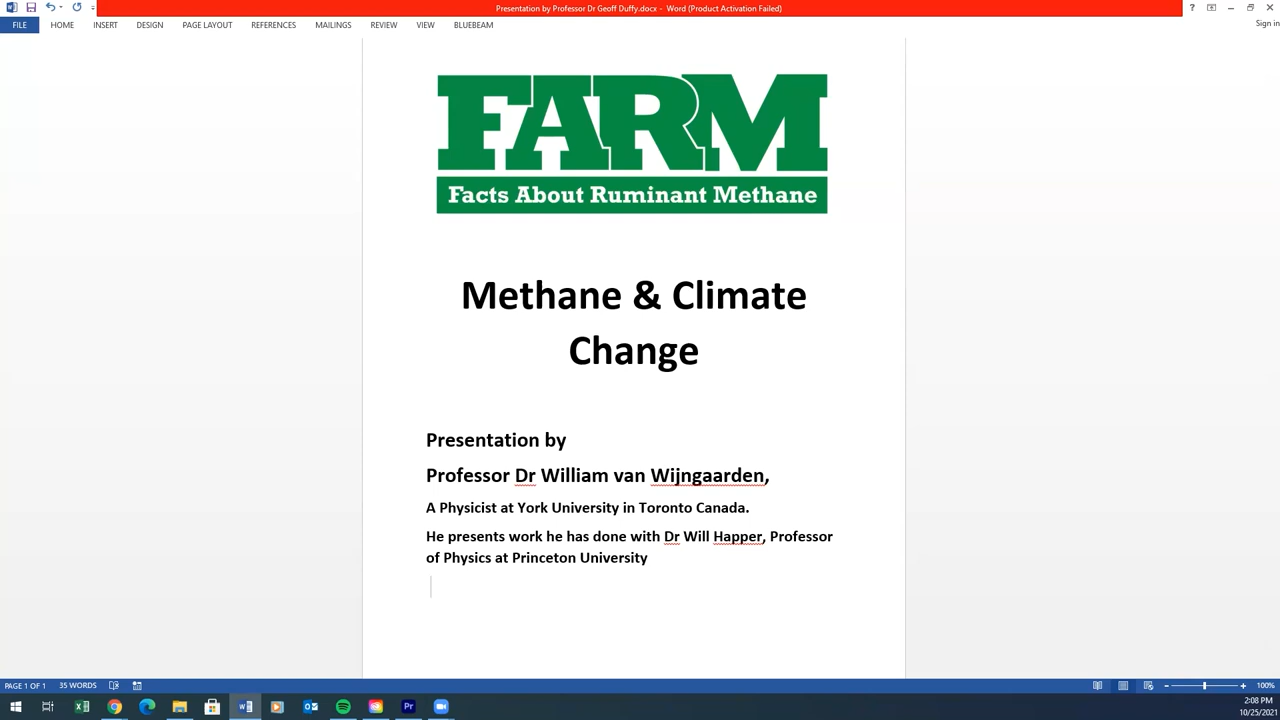 Presentation by Professor Dr Geoff Duffy.docx - Word (Product Activation Failed)
?
FILE HOME INSERT DESIGN PAGE LAYOUT REFERENCES MAILINGS REVIEW VIEW BLUEBEAM
Sign in
FARM
Facts About Ruminant Methane
Methane & Climate
Change
Presentation by
Professor Dr William van Wijngaarden,
A Physicist at York University in Toronto Canada.
He presents work he has done with Dr Will Happer, Professor
of Physics at Princeton University
PAGE 1 OF 1 35 WORDS 100%
2:08 PM
10/25/2021